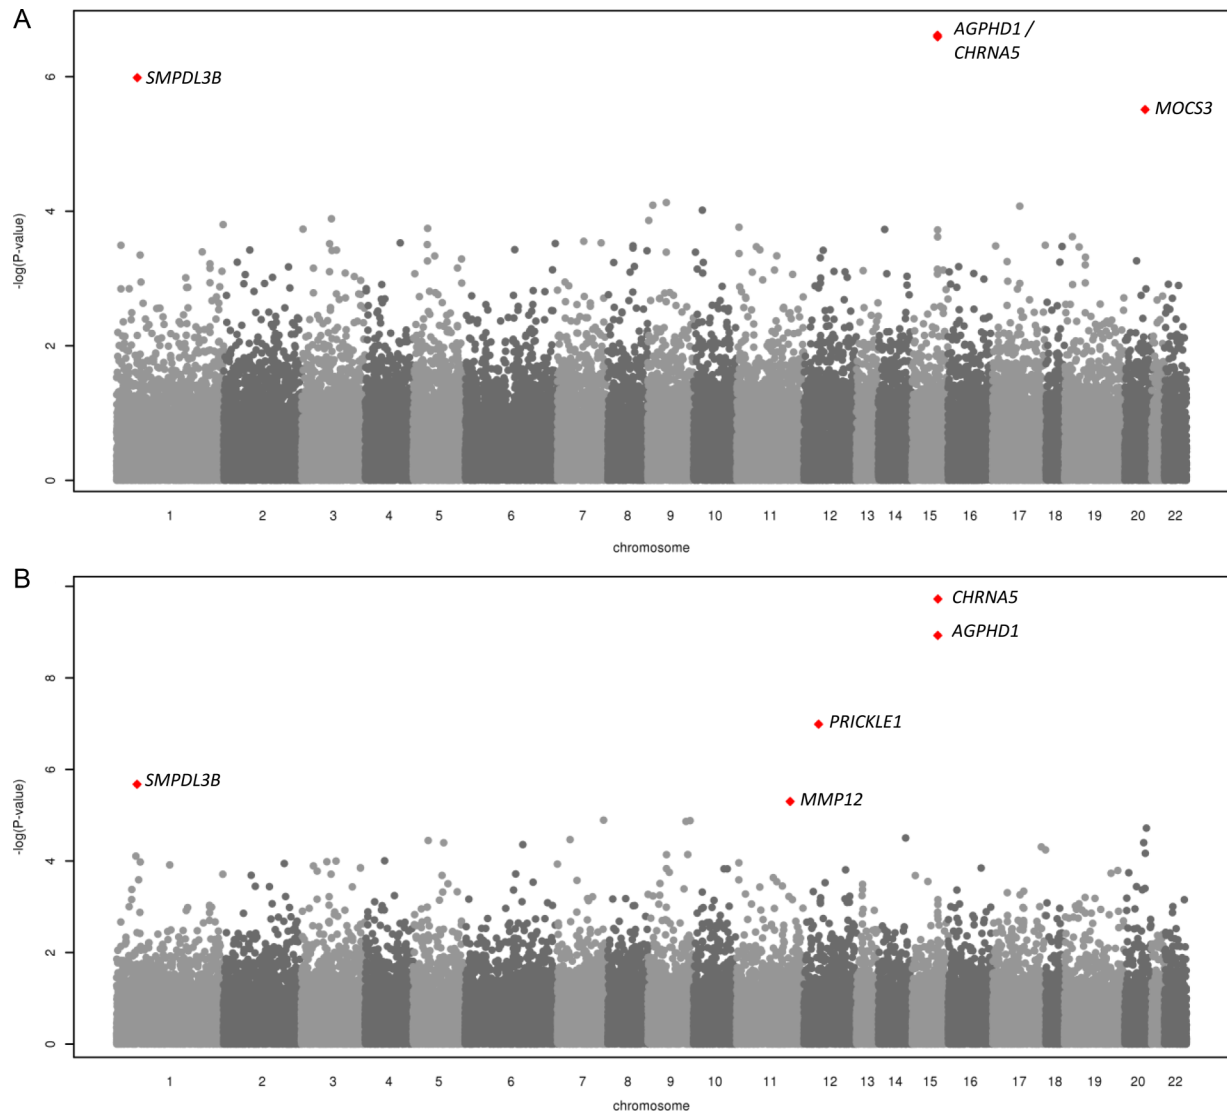 A
AGPHD1 /
CHRNA5
SMPDL3B
MOCS3
6
4
2
0
-log(P-value)
1 2 3 4 5 6 7 8 9 10 11 12 13 14 15 16 17 18 19 20 22
chromosome
B
CHRNA5
AGPHD1
PRICKLE1
SMPDL3B
MMP12
8
6
4
2
0
-log(P-value)
1 2 3 4 5 6 7 8 9 10 11 12 13 14 15 16 17 18 19 20 22
chromosome